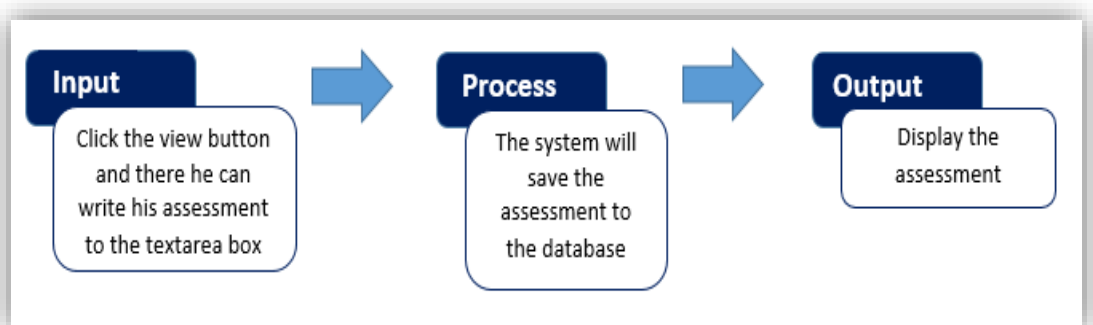 Input
Click the view button
and there he can
write his assessment
to the textarea box
Process
The system will
save the
assessment to
the database
Output
Display the
assessment